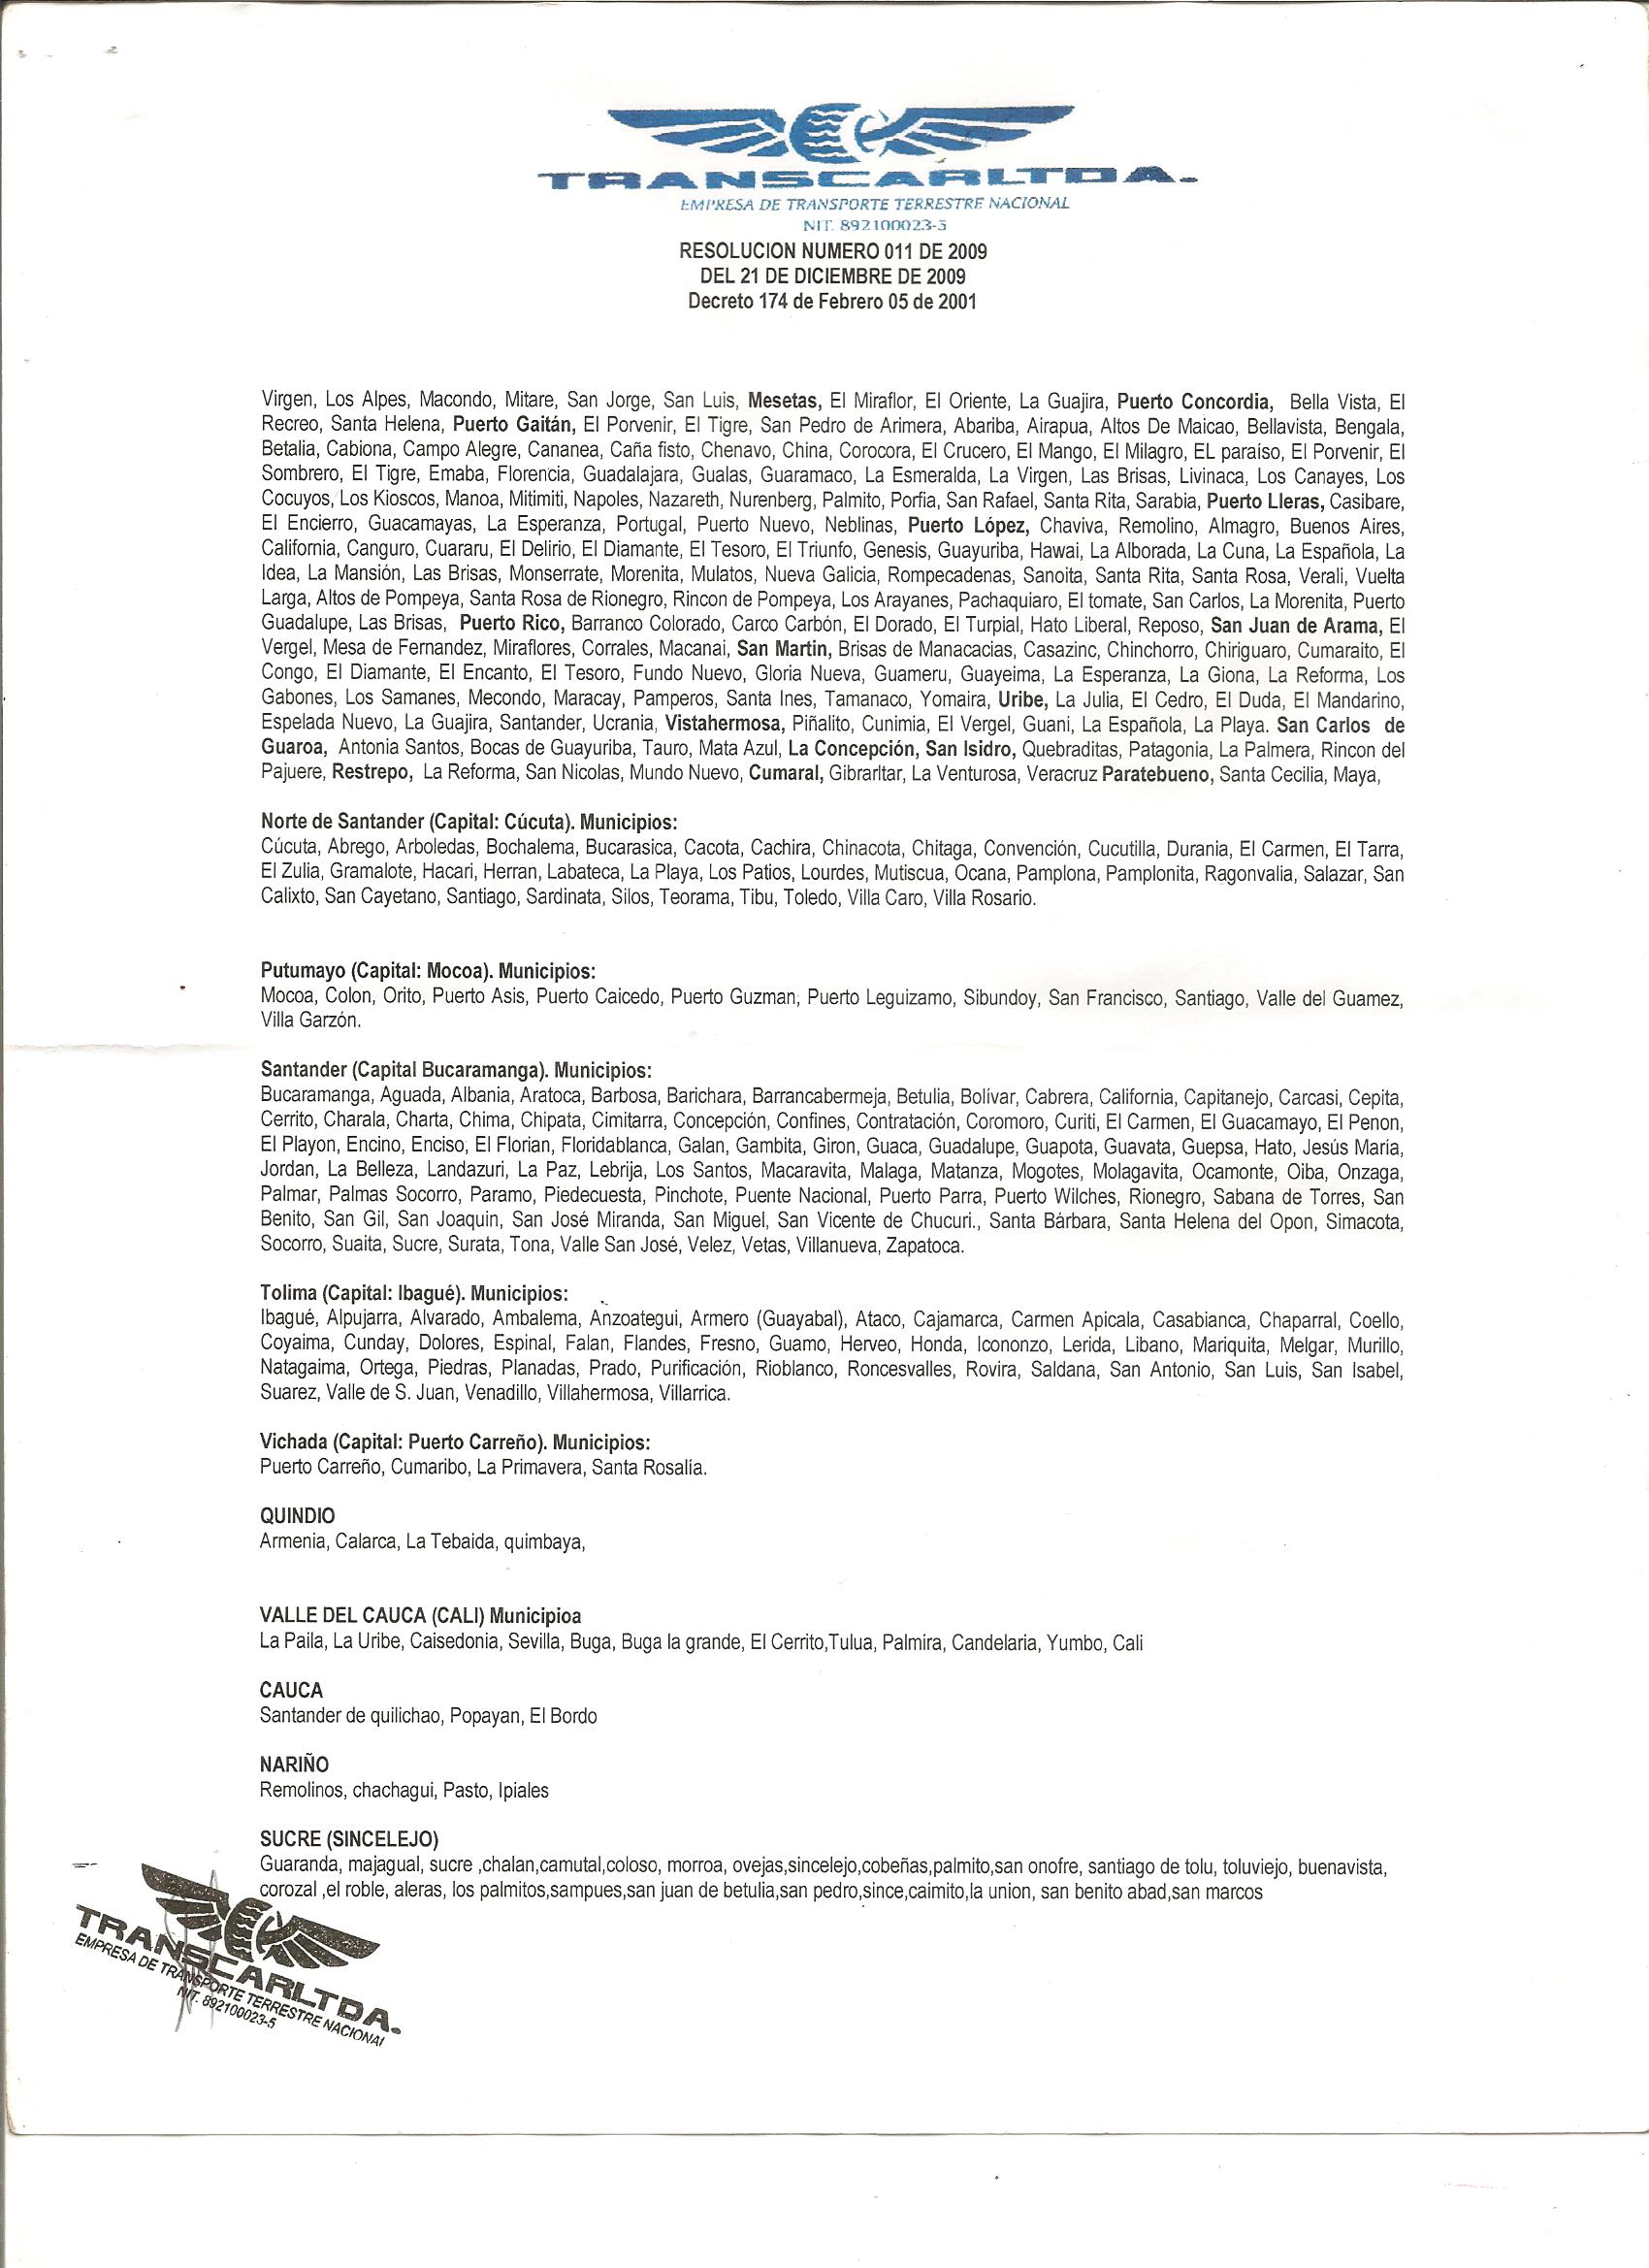 TRANSCARLTDA.
EMPRESA DE TRANSPORTE TERRESTRE NACIONAL
NIT. 892100023-5
RESOLUCION NUMERO 011 DE 2009
DEL 21 DE DICIEMBRE DE 2009
Decreto 174 de Febrero 05 de 2001
Virgen, Los Alpes, Macondo, Mitare, San Jorge, San Luis, Mesetas, El Miraflor, El Oriente, La Guajira, Puerto Concordia, Bella Vista, El
Recreo, Santa Helena, Puerto Gaitán, El Porvenir, El Tigre, San Pedro de Arimera, Abariba, Airapua, Altos De Maicao, Bellavista, Bengala,
Betalia, Cabiona, Campo Alegre, Cananea, Caña fisto, Chenavo, China, Corocora, El Crucero, El Mango, El Milagro, EL paraíso, El Porvenir, El
Sombrero, El Tigre, Emaba, Florencia, Guadalajara, Gualas, Guaramaco, La Esmeralda, La Virgen, Las Brisas, Livinaca, Los Canayes, Los
Cocuyos, Los Kioscos, Manoa, Mitimiti, Napoles, Nazareth, Nurenberg, Palmito, Porfia, San Rafael, Santa Rita, Sarabia, Puerto Lleras, Casibare,
El Encierro, Guacamayas, La Esperanza, Portugal, Puerto Nuevo, Neblinas, Puerto López, Chaviva, Remolino, Almagro, Buenos Aires,
California, Canguro, Cuararu, El Delirio, El Diamante, El Tesoro, El Triunfo, Genesis, Guayuriba, Hawai, La Alborada, La Cuna, La Española, La
Idea, La Mansión, Las Brisas, Monserrate, Morenita, Mulatos, Nueva Galicia, Rompecadenas, Sanoita, Santa Rita, Santa Rosa, Verali, Vuelta
Larga, Altos de Pompeya, Santa Rosa de Rionegro, Rincon de Pompeya, Los Arayanes, Pachaquiaro, El tomate, San Carlos, La Morenita, Puerto
Guadalupe, Las Brisas, Puerto Rico, Barranco Colorado, Carco Carbón, El Dorado, El Turpial, Hato Liberal, Reposo, San Juan de Arama, El
Vergel, Mesa de Fernandez, Miraflores, Corrales, Macanai, San Martin, Brisas de Manacacias, Casazinc, Chinchorro, Chiriguaro, Cumaraito, El
Congo, El Diamante, El Encanto, El Tesoro, Fundo Nuevo, Gloria Nueva, Guameru, Guayeima, La Esperanza, La Giona, La Reforma, Los
Gabones, Los Samanes, Mecondo, Maracay, Pamperos, Santa Ines, Tamanaco, Yomaira, Uribe, La Julia, El Cedro, El Duda, El Mandarino,
Espelada Nuevo, La Guajira, Santander, Ucrania, Vistahermosa, Piñalito, Cunimia, El Vergel, Guani, La Española, La Playa. San Carlos de
Guaroa, Antonia Santos, Bocas de Guayuriba, Tauro, Mata Azul, La Concepción, San Isidro, Quebraditas, Patagonia, La Palmera, Rincon del
Pajuere, Restrepo, La Reforma, San Nicolas, Mundo Nuevo, Cumaral, Gibrarltar, La Venturosa, Veracruz Paratebueno, Santa Cecilia, Maya,
Norte de Santander (Capital: Cúcuta). Municipios:
Cúcuta, Abrego, Arboledas, Bochalema, Bucarasica, Cacota, Cachira, Chinacota, Chitaga, Convención, Cucutilla, Durania, El Carmen, El Tarra,
El Zulia, Gramalote, Hacari, Herran, Labateca, La Playa, Los Patios, Lourdes, Mutiscua, Ocana, Pamplona, Pamplonita, Ragonvalia, Salazar, San
Calixto, San Cayetano, Santiago, Sardinata, Silos, Teorama, Tibu, Toledo, Villa Caro, Villa Rosario.
Putumayo (Capital: Mocoa). Municipios:
Mocoa, Colon, Orito, Puerto Asis, Puerto Caicedo, Puerto Guzman, Puerto Leguizamo, Sibundoy, San Francisco, Santiago, Valle del Guamez,
Villa Garzón.
Santander (Capital Bucaramanga). Municipios:
Bucaramanga, Aguada, Albania, Aratoca, Barbosa, Barichara, Barrancabermeja, Betulia, Bolívar, Cabrera, California, Capitanejo, Carcasi, Cepita,
Cerrito, Charala, Charta, Chima, Chipata, Cimitarra, Concepción, Confines, Contratación, Coromoro, Curiti, El Carmen, El Guacamayo, El Penon,
El Playon, Encino, Enciso, El Florian, Floridablanca, Galan, Gambita, Giron, Guaca, Guadalupe, Guapota, Guavata, Guepsa, Hato, Jesús María,
Jordan, La Belleza, Landazuri, La Paz, Lebrija, Los Santos, Macaravita, Malaga, Matanza, Mogotes, Molagavita, Ocamonte, Oiba, Onzaga,
Palmar, Palmas Socorro, Paramo, Piedecuesta, Pinchote, Puente Nacional, Puerto Parra, Puerto Wilches, Rionegro, Sabana de Torres, San
Benito, San Gil, San Joaquin, San José Miranda, San Miguel, San Vicente de Chucuri., Santa Bárbara, Santa Helena del Opon, Simacota,
Socorro, Suaita, Sucre, Surata, Tona, Valle San José, Velez, Vetas, Villanueva, Zapatoca.
Tolima (Capital: Ibagué). Municipios:
Ibagué, Alpujarra, Alvarado, Ambalema, Anzoategui, Armero (Guayabal), Ataco, Cajamarca, Carmen Apicala, Casabianca, Chaparral, Coello,
Coyaima, Cunday, Dolores, Espinal, Falan, Flandes, Fresno, Guamo, Herveo, Honda, Icononzo, Lerida, Libano, Mariquita, Melgar, Murillo,
Natagaima, Ortega, Piedras, Planadas, Prado, Purificación, Rioblanco, Roncesvalles, Rovira, Saldana, San Antonio, San Luis, San Isabel,
Suarez, Valle de S. Juan, Venadillo, Villahermosa, Villarrica.
Vichada (Capital: Puerto Carreño). Municipios:
Puerto Carreño, Cumaribo, La Primavera, Santa Rosalía.
QUINDIO
Armenia, Calarca, La Tebaida, quimbaya,
VALLE DEL CAUCA (CALI) Municipioa
La Paila, La Uribe, Caisedonia, Sevilla, Buga, Buga la grande, El Cerrito,Tulua, Palmira, Candelaria, Yumbo, Cali
CAUCA
Santander de quilichao, Popayan, El Bordo
NARIÑO
Remolinos, chachagui, Pasto, Ipiales
SUCRE (SINCELEJO)
Guaranda, majagual, sucre ,chalan,camutal,coloso, morroa, ovejas,sincelejo,cobeñas,palmito,san onofre, santiago de tolu, toluviejo, buenavista,
corozal ,el roble, aleras, los palmitos,sampues,san juan de betulia,san pedro,since,caimito,la union, san benito abad,san marcos
TRANSCARLTDA.
EMPRESA DE TRANSPORTE TERRESTRE NACIONAL
NIT. 892100023-5